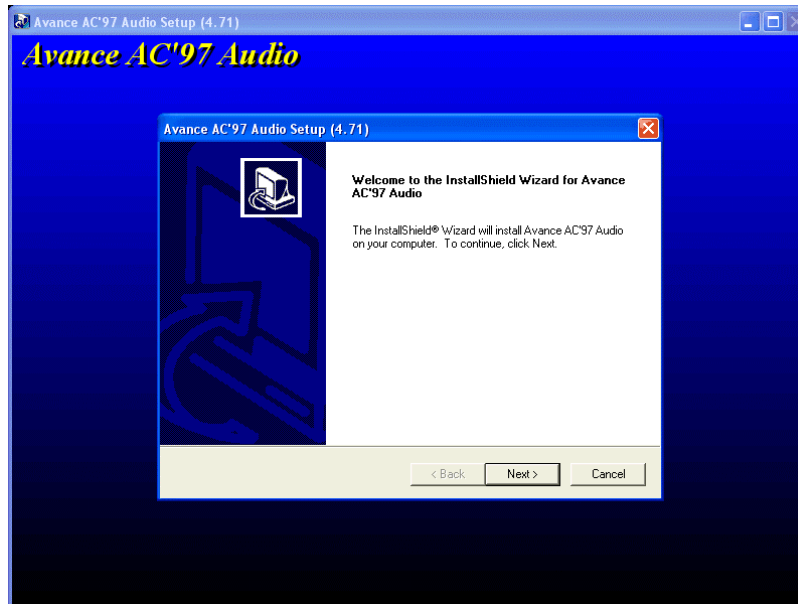 Avance AC'97 Audio Setup (4.71)
Avance AC'97 Audio
Avance AC'97 Audio Setup (4.71)
Welcome to the InstallShield Wizard for Avance
AC'97 Audio
The InstallShield® Wizard will install Avance AC'97 Audio
on your computer. To continue, click Next.
< Back
Next >
Cancel